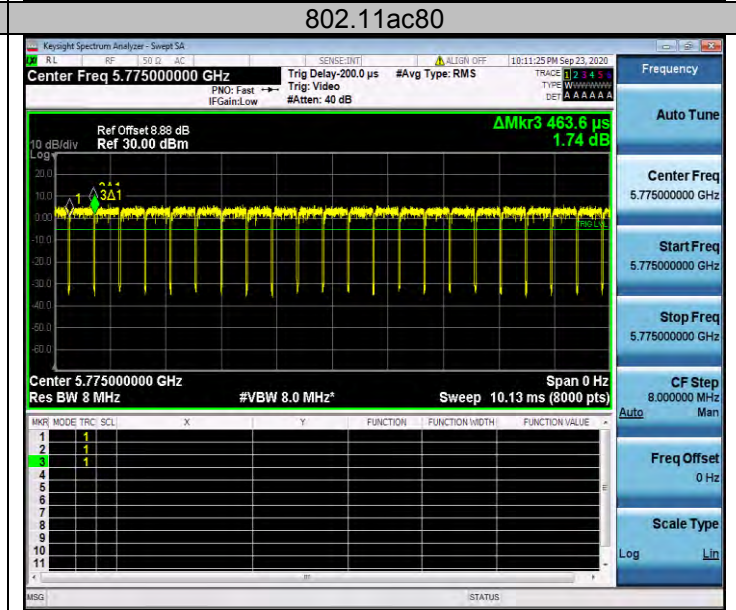 802.11ac80
Keysight Spectrum Analyzer - Swept SA
RL RF 50 Ω AC SENSE:INT ALIGN OFF 10:11:25 PM Sep 23, 2020
Center Freq 5.775000000 GHz
PNO: Fast
IFGain:Low
Trig Delay-200.0 µs
Trig: Video
#Atten: 40 dB
#Avg Type: RMS
TRACE 1 2 3 4 5 6
TYPE W
DET A A A A A A
Ref Offset 8.88 dB
10 dB/div Ref 30.00 dBm
Log
ΔMkr3 463.6 µs
1.74 dB
20.0
10.0
0.00
-10.0
-20.0
-30.0
-40.0
-50.0
-60.0
1
3Δ1
TRIG LVL
Center 5.775000000 GHz Span 0 Hz
Res BW 8 MHz #VBW 8.0 MHz* Sweep 10.13 ms (8000 pts)
MKR MODE TRC SCL X Y FUNCTION FUNCTION WIDTH FUNCTION VALUE
1 1
2 1
3 1
4
5
6
7
8
9
10
11
MSG STATUS
Frequency
Auto Tune
Center Freq
5.775000000 GHz
Start Freq
5.775000000 GHz
Stop Freq
5.775000000 GHz
CF Step
8.000000 MHz
Auto Man
Freq Offset
0 Hz
Scale Type
Log Lin